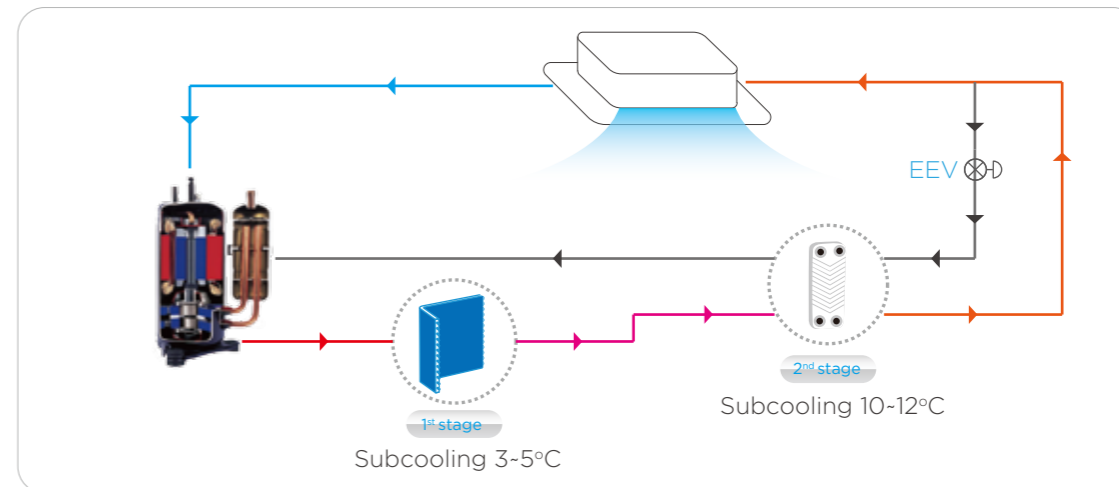 EEV
2nd stage
Subcooling 10~12°C
1st stage
Subcooling 3~5°C